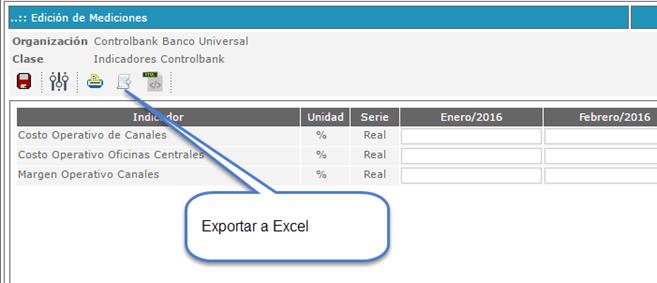 ..:: Edición de Mediciones
Organización Controlbank Banco Universal
Clase Indicadores Controlbank
Indicador Unidad Serie Enero/2016 Febrero/2016
Costo Operativo de Canales % Real
Costo Operativo Oficinas Centrales % Real
Margen Operativo Canales % Real
Exportar a Excel